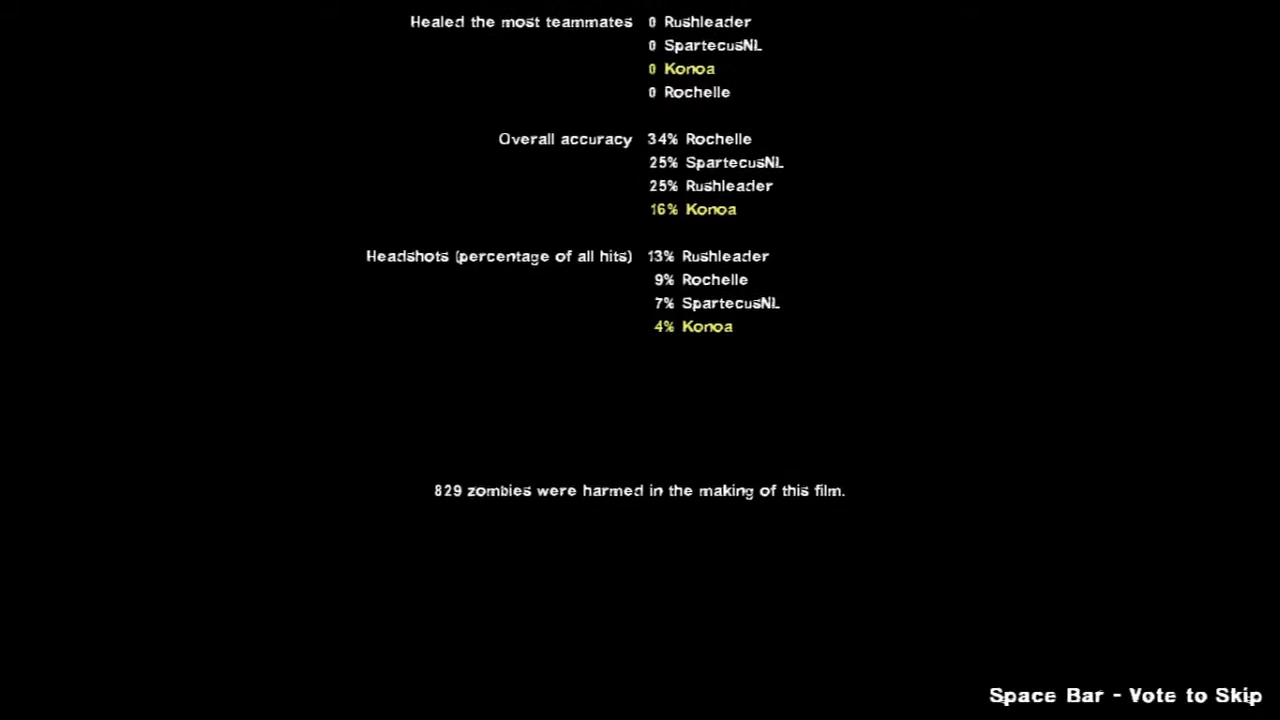 Healed the most teammates 0 Rushleader
0 SpartecusNL
0 Konoa
0 Rochelle
Overall accuracy 34% Rochelle
25% SpartecusNL
25% Rushleader
16% Konoa
Headshots (percentage of all hits) 13% Rushleader
9% Rochelle
7% SpartecusNL
4% Konoa
829 zombies were harmed in the making of this film.
Space Bar - Vote to Skip